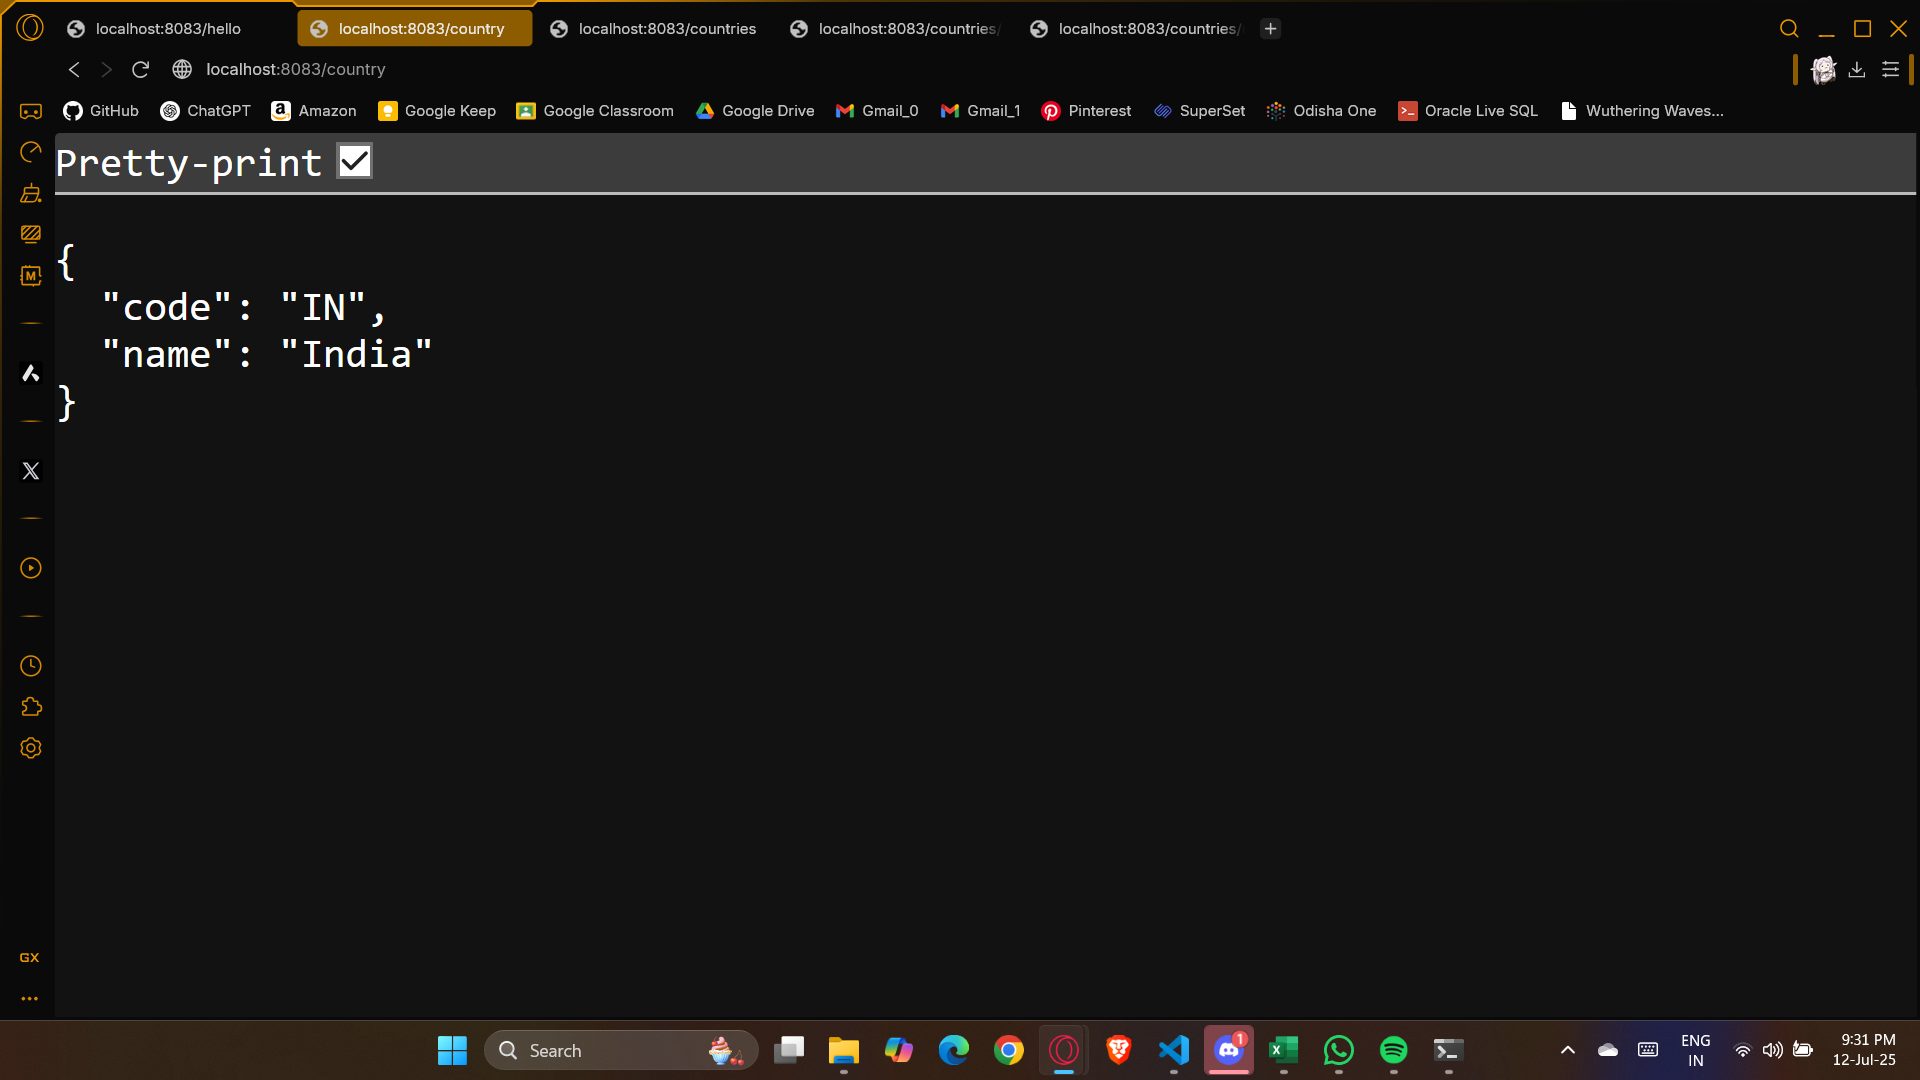 localhost:8083/hello
localhost:8083/country
localhost:8083/countries
localhost:8083/countries/
localhost:8083/countries/
localhost:8083/country
GitHub
ChatGPT
Amazon
Google Keep
Google Classroom
Google Drive
Gmail_0
Gmail_1
Pinterest
SuperSet
Odisha One
Oracle Live SQL
Wuthering Waves...
Pretty-print
{
"code": "IN",
"name": "India"
}
M
GX
Search
1
ENG
IN
9:31 PM
12-Jul-25